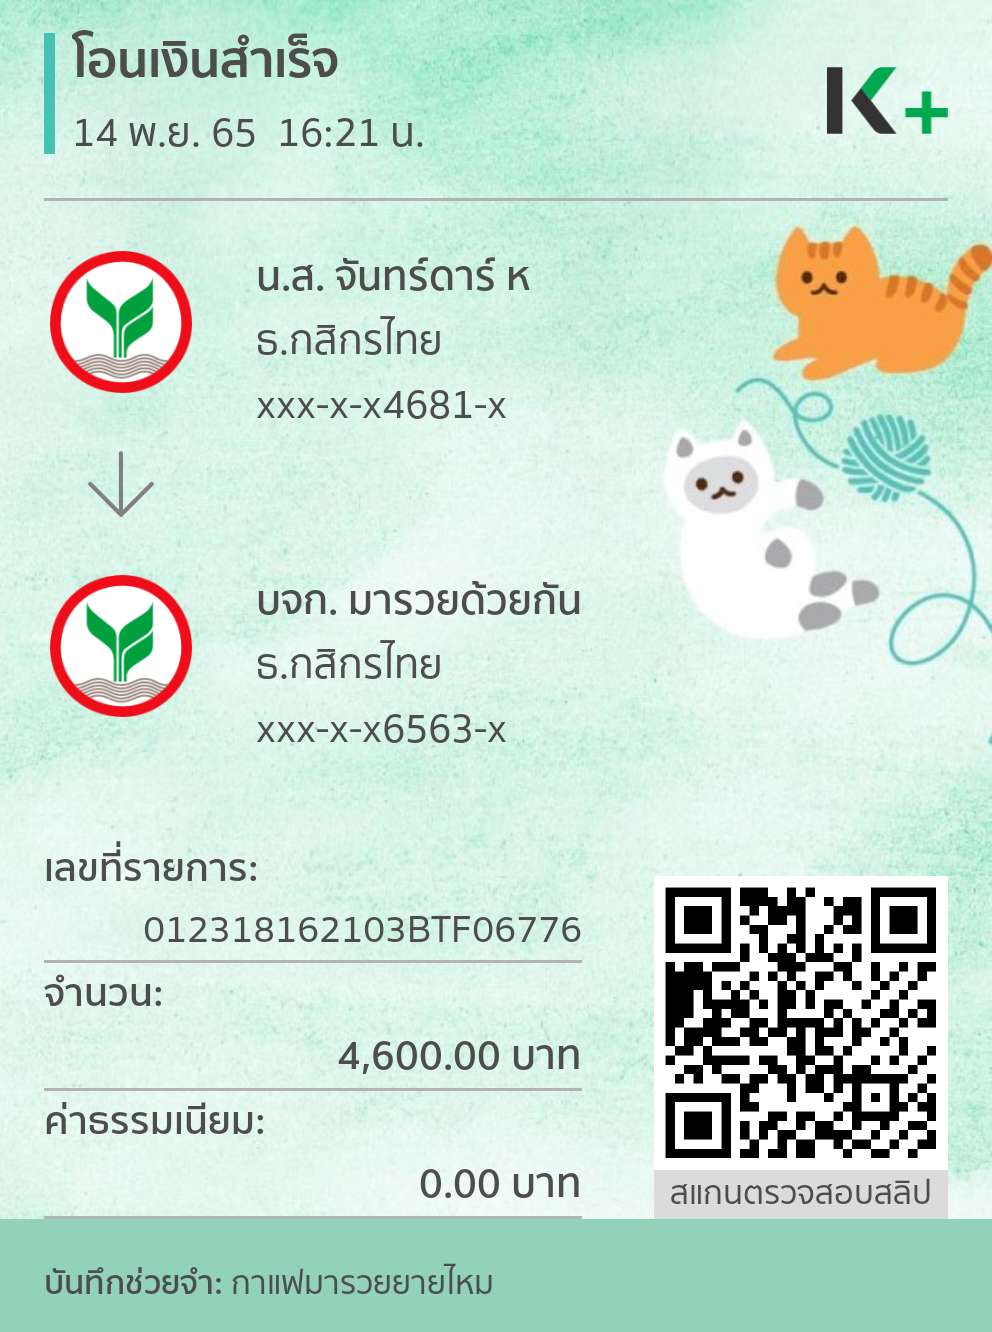 โอนเงินสำเร็จ
14 พ.ย. 65  16:21 น.
K+
น.ส. จันทร์ดาร์ ห
ธ.กสิกรไทย
xxx-x-x4681-x
บจก. มารวยด้วยกัน
ธ.กสิกรไทย
xxx-x-x6563-x
เลขที่รายการ:
012318162103BTF06776
จำนวน:
4,600.00 บาท
ค่าธรรมเนียม:
0.00 บาท
สแกนตรวจสอบสลิป
บันทึกช่วยจำ: กาแฟมารวยยายไหม